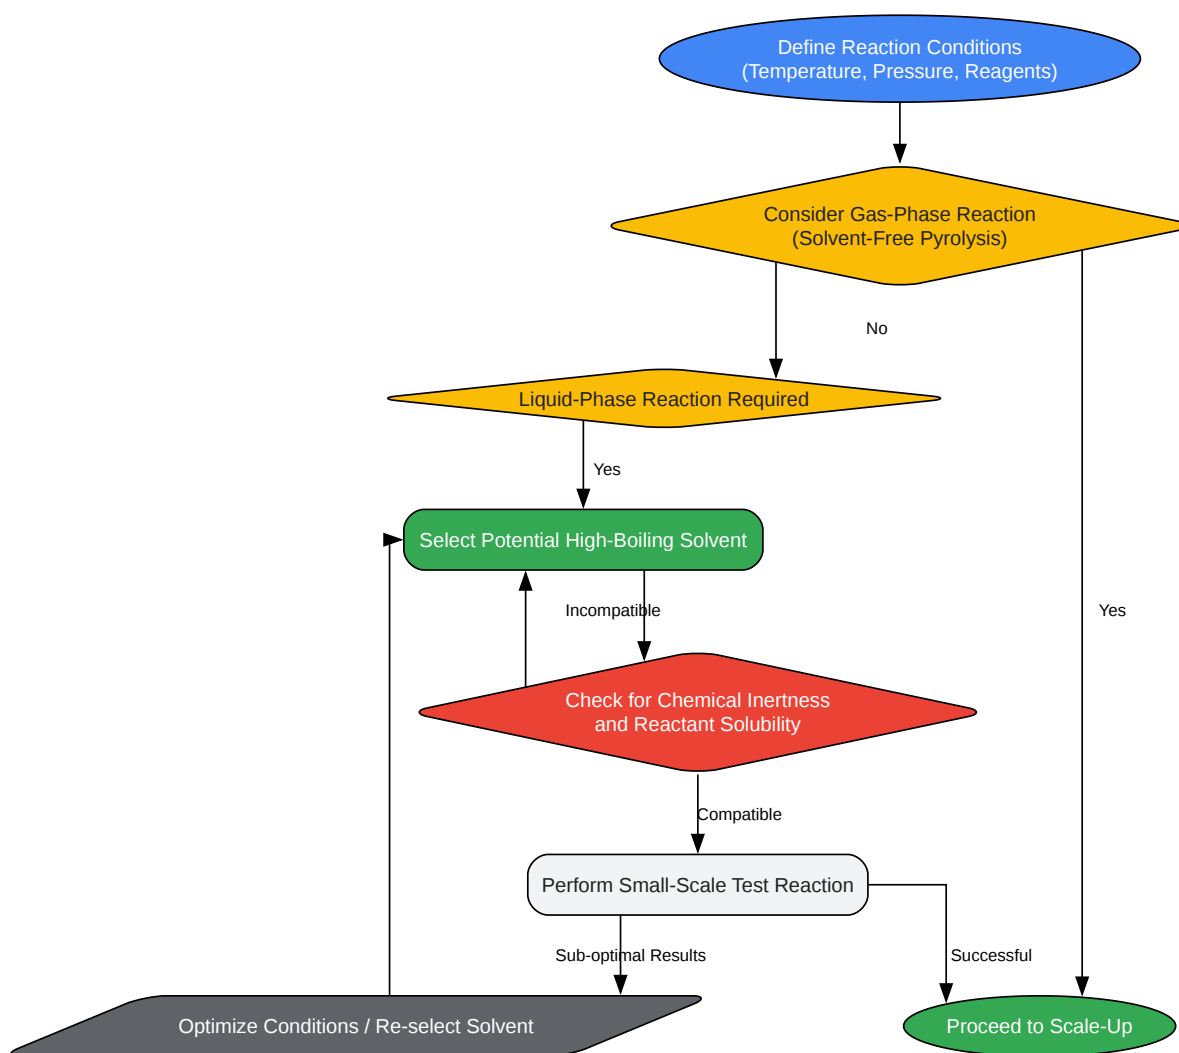 Define Reaction Conditions
(Temperature, Pressure, Reagents)
Consider Gas-Phase Reaction
(Solvent-Free Pyrolysis)
No
Liquid-Phase Reaction Required
Yes
Select Potential High-Boiling Solvent
Incompatible
Yes
Check for Chemical Inertness
and Reactant Solubility
Compatible
Perform Small-Scale Test Reaction
Sub-optimal Results
Successful
Optimize Conditions / Re-select Solvent
Proceed to Scale-Up